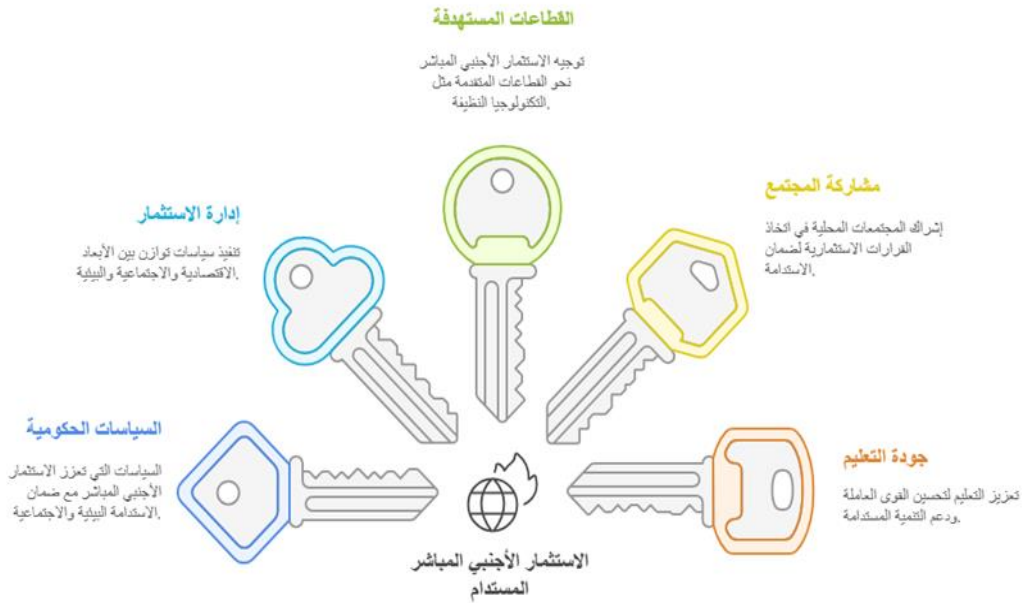 القطاعات المستهدفة
توجيه الاستثمار الأجنبي المباشر
نحو القطاعات المتقدمة مثل
التكنولوجيا النظيفة.
مشاركة المجتمع
إشراك المجتمعات المحلية في اتخاذ
القرارات الاستثمارية لضمان
الاستدامة.
إدارة الاستثمار
تنفيذ سياسات توازن بين الأبعاد
الاقتصادية والاجتماعية والبيئية.
جودة التعليم
تعزيز التعليم لتحسين القوى العاملة
ودعم التنمية المستدامة.
السياسات الحكومية
السياسات التي تعزز الاستثمار
الأجنبي المباشر مع ضمان
الاستدامة البيئية والاجتماعية.
الاستثمار الأجنبي المباشر
المستدام